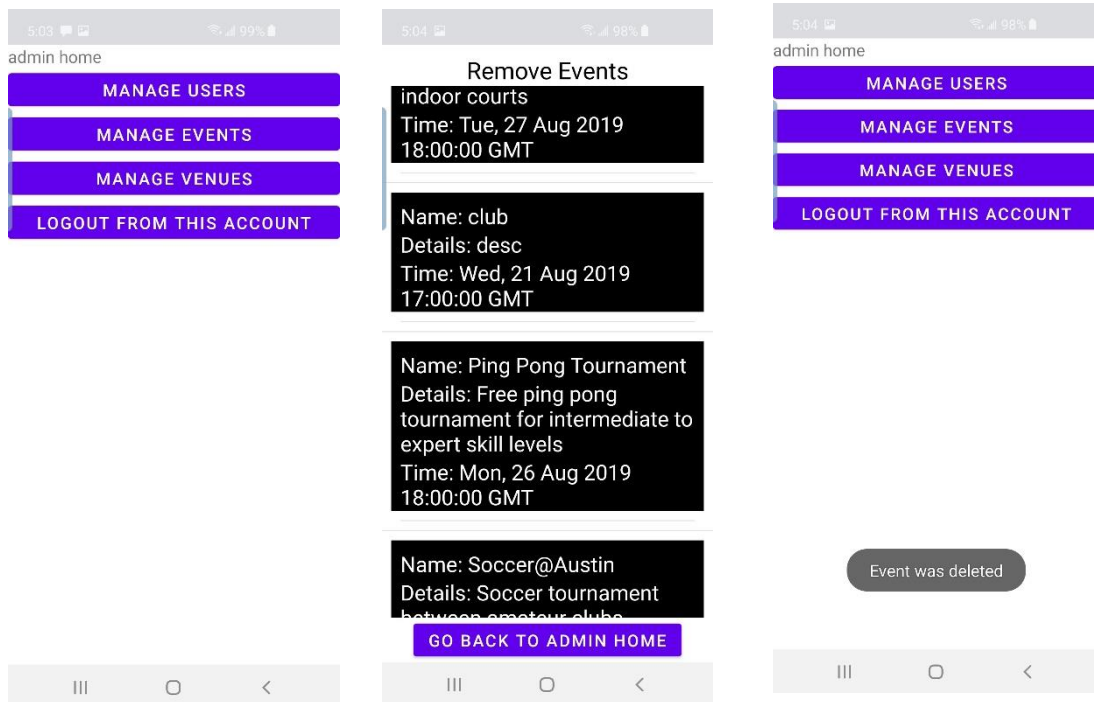 5:03 99%
admin home
MANAGE USERS
MANAGE EVENTS
MANAGE VENUES
LOGOUT FROM THIS ACCOUNT
5:04 98%
Remove Events
indoor courts
Time: Tue, 27 Aug 2019
18:00:00 GMT
Name: club
Details: desc
Time: Wed, 21 Aug 2019
17:00:00 GMT
Name: Ping Pong Tournament
Details: Free ping pong
tournament for intermediate to
expert skill levels
Time: Mon, 26 Aug 2019
18:00:00 GMT
Name: Soccer@Austin
Details: Soccer tournament
between amateur clubs
GO BACK TO ADMIN HOME
5:04 98%
admin home
MANAGE USERS
MANAGE EVENTS
MANAGE VENUES
LOGOUT FROM THIS ACCOUNT
Event was deleted